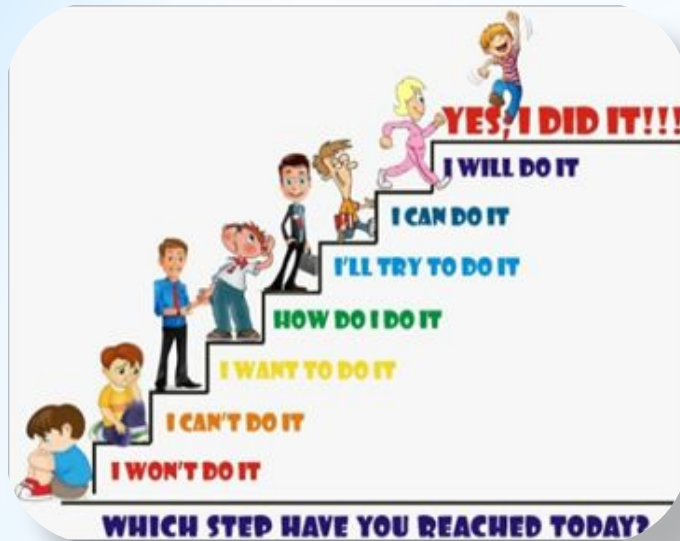 YES, I DID IT!!!
I WILL DO IT
I CAN DO IT
I'LL TRY TO DO IT
HOW DO I DO IT
I WANT TO DO IT
I CAN'T DO IT
I WON'T DO IT
WHICH STEP HAVE YOU REACHED TODAY?